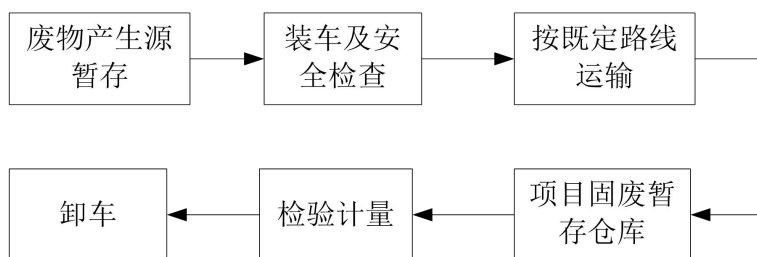 废物产生源
暂存
装车及安
全检查
按既定路线
运输
卸车
检验计量
项目固废暂
存仓库